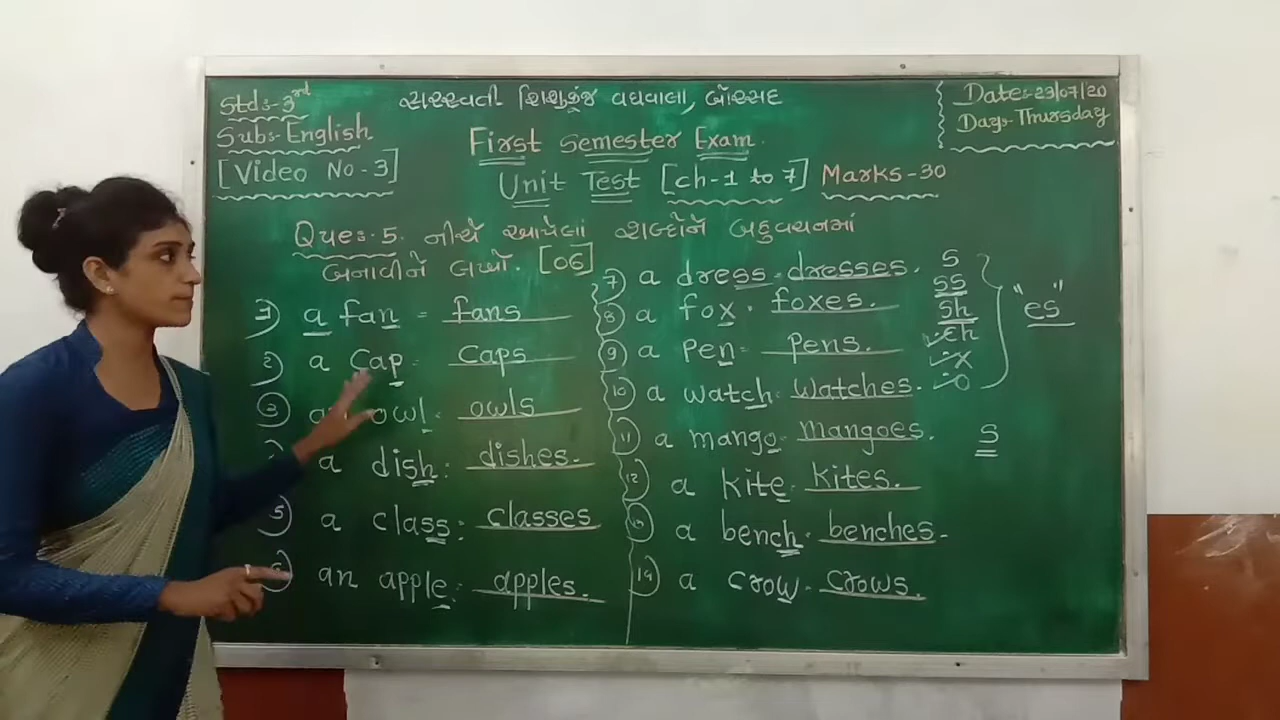 Std:-3rd
Sub:-English
[Video No-3]
સરસ્વતી શિશુકુંજ વઘવાલા, બોરસદ
First Semester Exam.
Unit Test [ch-1 to 7] Marks-30
Date:-23/07/20
Day:-Thursday
Que:-5. નીચે આપેલાં શબ્દોને બહુવચનમાં
બનાવીને લખો. [06]
1) a fan = fans
2) a cap = caps
3) an owl = owls
a dish = dishes.
5) a class = classes
6) an apple = apples.
7) a dress = dresses.
8) a fox = foxes.
9) a pen = pens.
10) a watch = watches.
11) a mango = mangoes.
12) a kite = kites.
13) a bench = benches.
14) a crow = crows.
s
ss
sh
ch
x
o
"es"
s